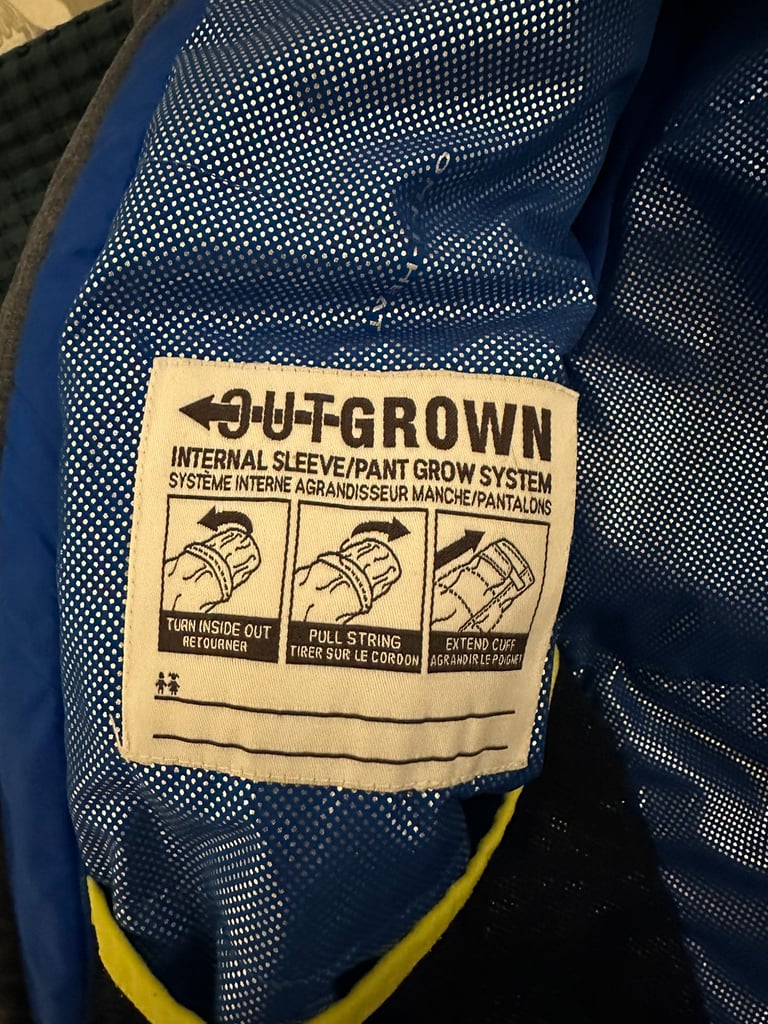 OUTGROWN
INTERNAL SLEEVE/PANT GROW SYSTEM
SYSTÈME INTERNE AGRANDISSEUR MANCHE/PANTALONS
TURN INSIDE OUT
RETOURNER
PULL STRING
TIRER SUR LE CORDON
EXTEND CUFF
AGRANDIR LE POIGNET